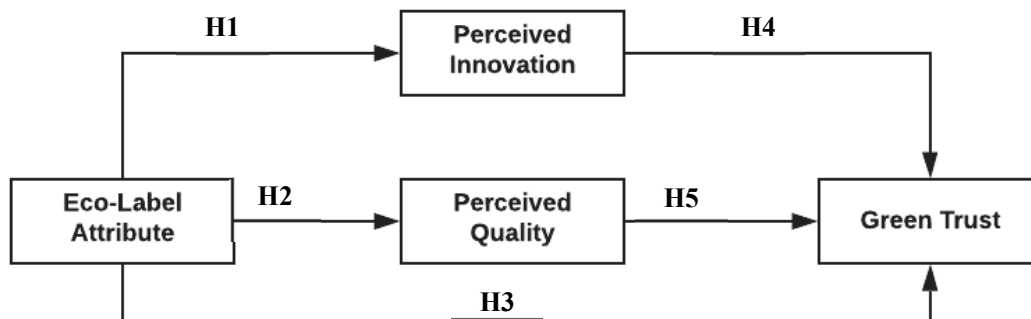 H1
Perceived
Innovation
H4
Eco-Label
Attribute
H2
Perceived
Quality
H5
Green Trust
H3